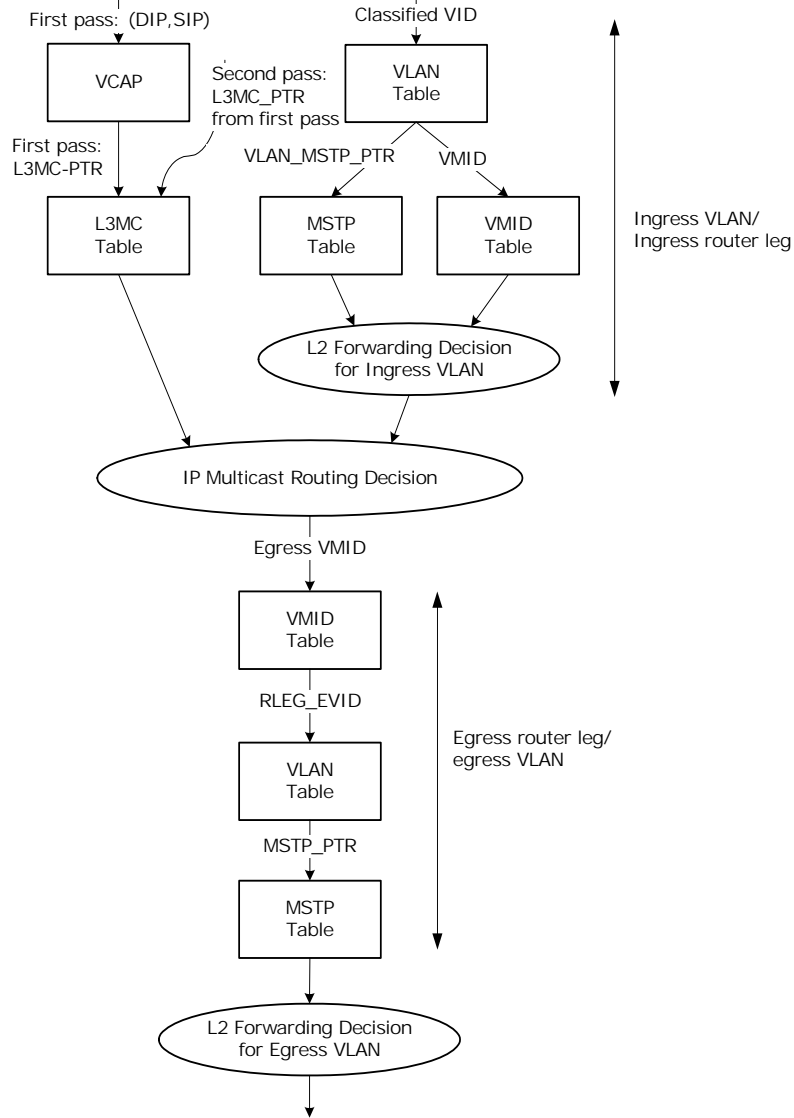 First pass: (DIP,SIP)
Classified VID
VCAP
Second pass:
L3MC_PTR
from first pass
VLAN
Table
First pass:
L3MC-PTR
VLAN_MSTP_PTR
VMID
L3MC
Table
MSTP
Table
VMID
Table
Ingress VLAN/
Ingress router leg
L2 Forwarding Decision
for Ingress VLAN
IP Multicast Routing Decision
Egress VMID
VMID
Table
RLEG_EVID
Egress router leg/
egress VLAN
VLAN
Table
MSTP_PTR
MSTP
Table
L2 Forwarding Decision
for Egress VLAN